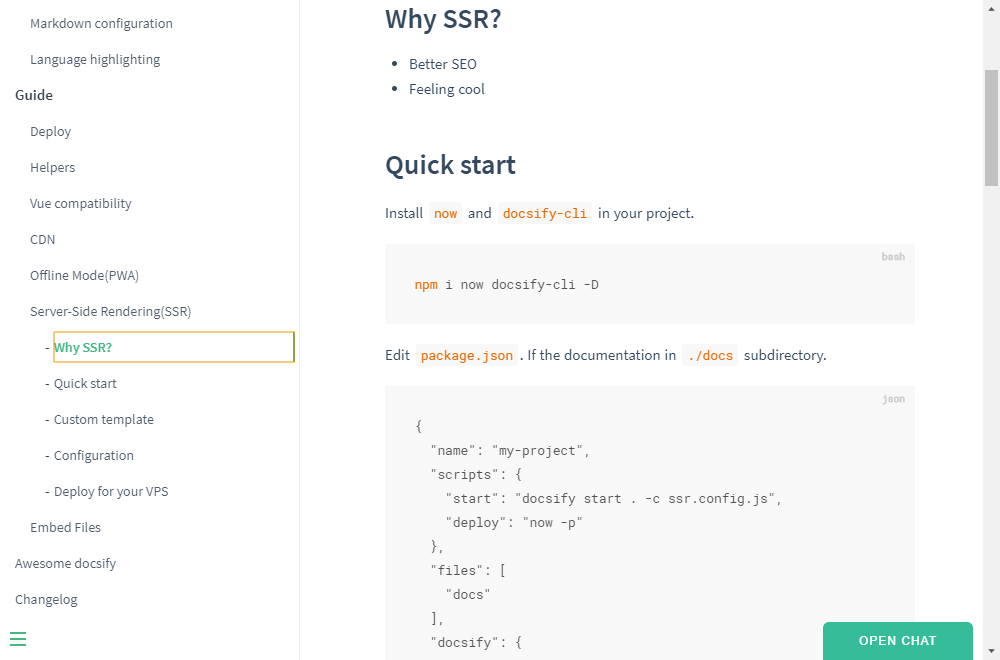 Markdown configuration
Language highlighting
Guide
Deploy
Helpers
Vue compatibility
CDN
Offline Mode(PWA)
Server-Side Rendering(SSR)
- Why SSR?
- Quick start
- Custom template
- Configuration
- Deploy for your VPS
Embed Files
Awesome docsify
Changelog
Why SSR?
• Better SEO
• Feeling cool
Quick start
Install now and docsify-cli in your project.
bash
npm i now docsify-cli -D
Edit package.json . If the documentation in ./docs subdirectory.
json
{
  "name": "my-project",
  "scripts": {
    "start": "docsify start . -c ssr.config.js",
    "deploy": "now -p"
  },
  "files": [
    "docs"
  ],
  "docsify": {
OPEN CHAT